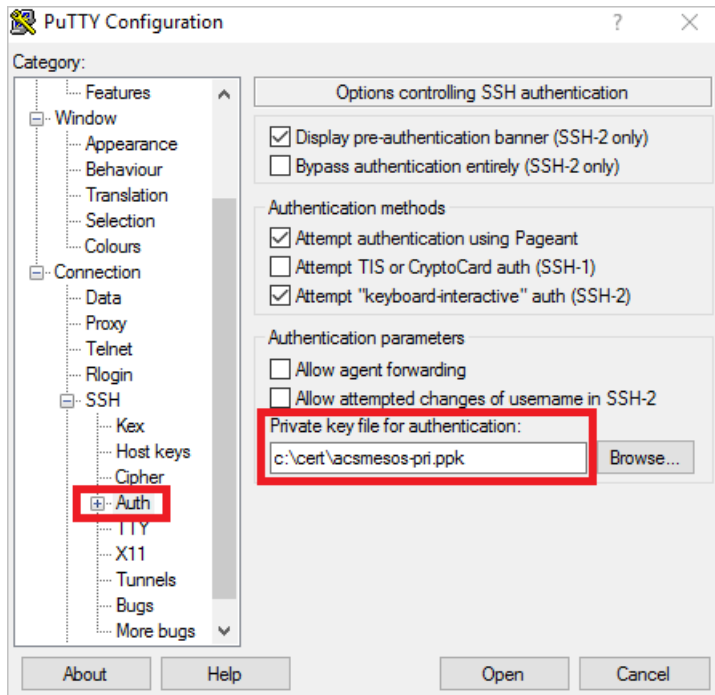 PuTTY Configuration
Category:
Features
Window
Appearance
Behaviour
Translation
Selection
Colours
Connection
Data
Proxy
Telnet
Rlogin
SSH
Kex
Host keys
Cipher
Auth
TTY
X11
Tunnels
Bugs
More bugs
Options controlling SSH authentication
Display pre-authentication banner (SSH-2 only)
Bypass authentication entirely (SSH-2 only)
Authentication methods
Attempt authentication using Pageant
Attempt TIS or CryptoCard auth (SSH-1)
Attempt "keyboard-interactive" auth (SSH-2)
Authentication parameters
Allow agent forwarding
Allow attempted changes of username in SSH-2
Private key file for authentication:
c:\cert\acsmesos-pri.ppk
Browse...
About
Help
Open
Cancel